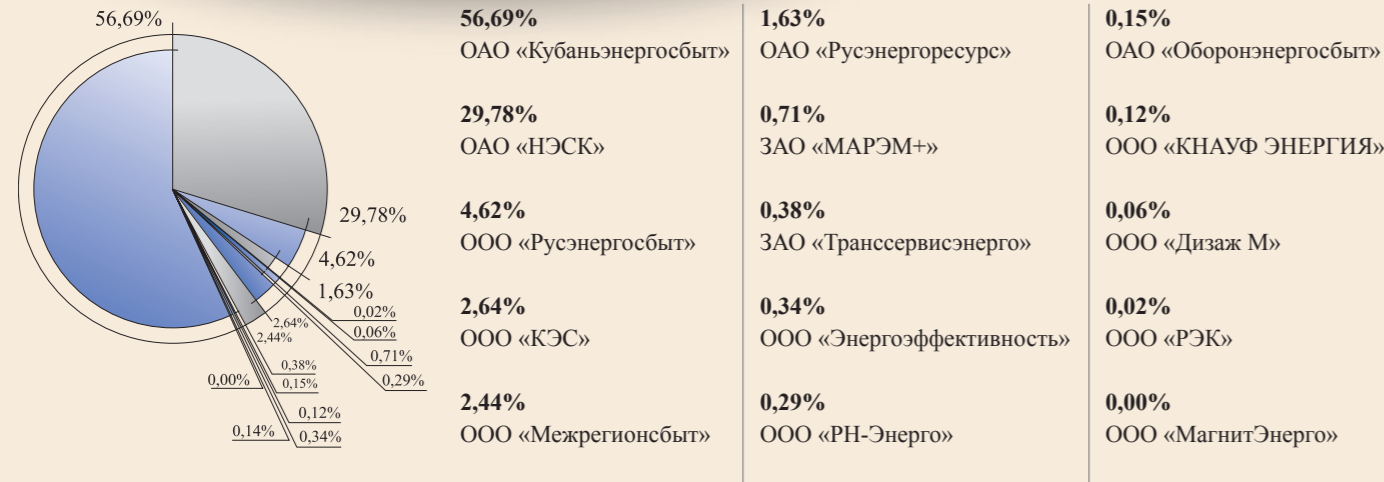 56,69%
29,78%
4,62%
1,63%
0,02%
0,06%
0,71%
0,29%
2,64%
2,44%
0,38%
0,15%
0,00%
0,12%
0,14%
0,34%
56,69%
ОАО «Кубаньэнергосбыт»
29,78%
ОАО «НЭСК»
4,62%
ООО «Русэнергосбыт»
2,64%
ООО «КЭС»
2,44%
ООО «Межрегионсбыт»
1,63%
ОАО «Русэнергоресурс»
0,71%
ЗАО «МАРЭМ+»
0,38%
ЗАО «Транссервисэнерго»
0,34%
ООО «Энергоэффективность»
0,29%
ООО «РН-Энерго»
0,15%
ОАО «Оборонэнергосбыт»
0,12%
ООО «КНАУФ ЭНЕРГИЯ»
0,06%
ООО «Дизаж М»
0,02%
ООО «РЭК»
0,00%
ООО «МагнитЭнерго»